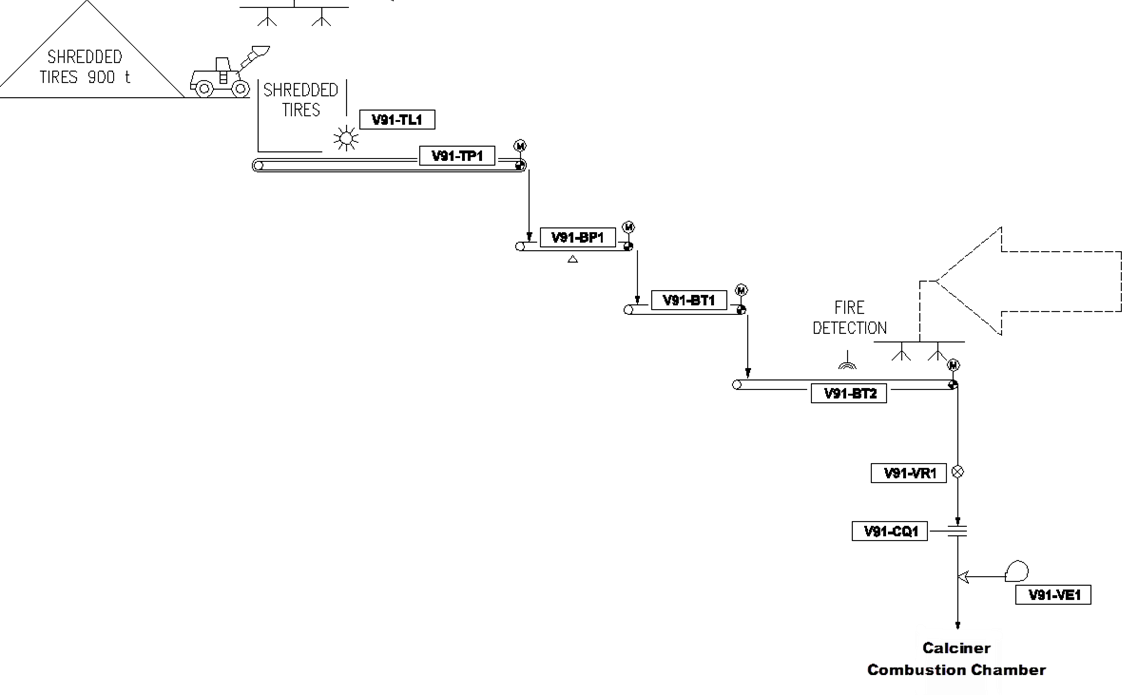 SHREDDED
TIRES 900 t
SHREDDED
TIRES
V91-TL1
M
V91-TP1
M
V91-BP1
M
V91-BT1
FIRE
DETECTION
M
V91-BT2
V91-VR1
V91-CQ1
V91-VE1
Calciner
Combustion Chamber